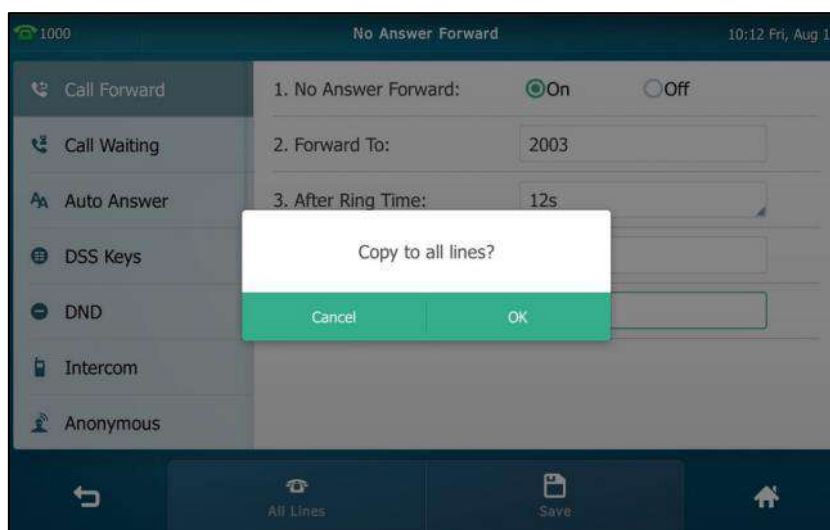 1000 No Answer Forward 10:12 Fri, Aug 1
Call Forward
1. No Answer Forward: On Off
Call Waiting
2. Forward To: 2003
Auto Answer
3. After Ring Time: 12s
DSS Keys
Copy to all lines?
DND
Cancel OK
Intercom
Anonymous
All Lines Save